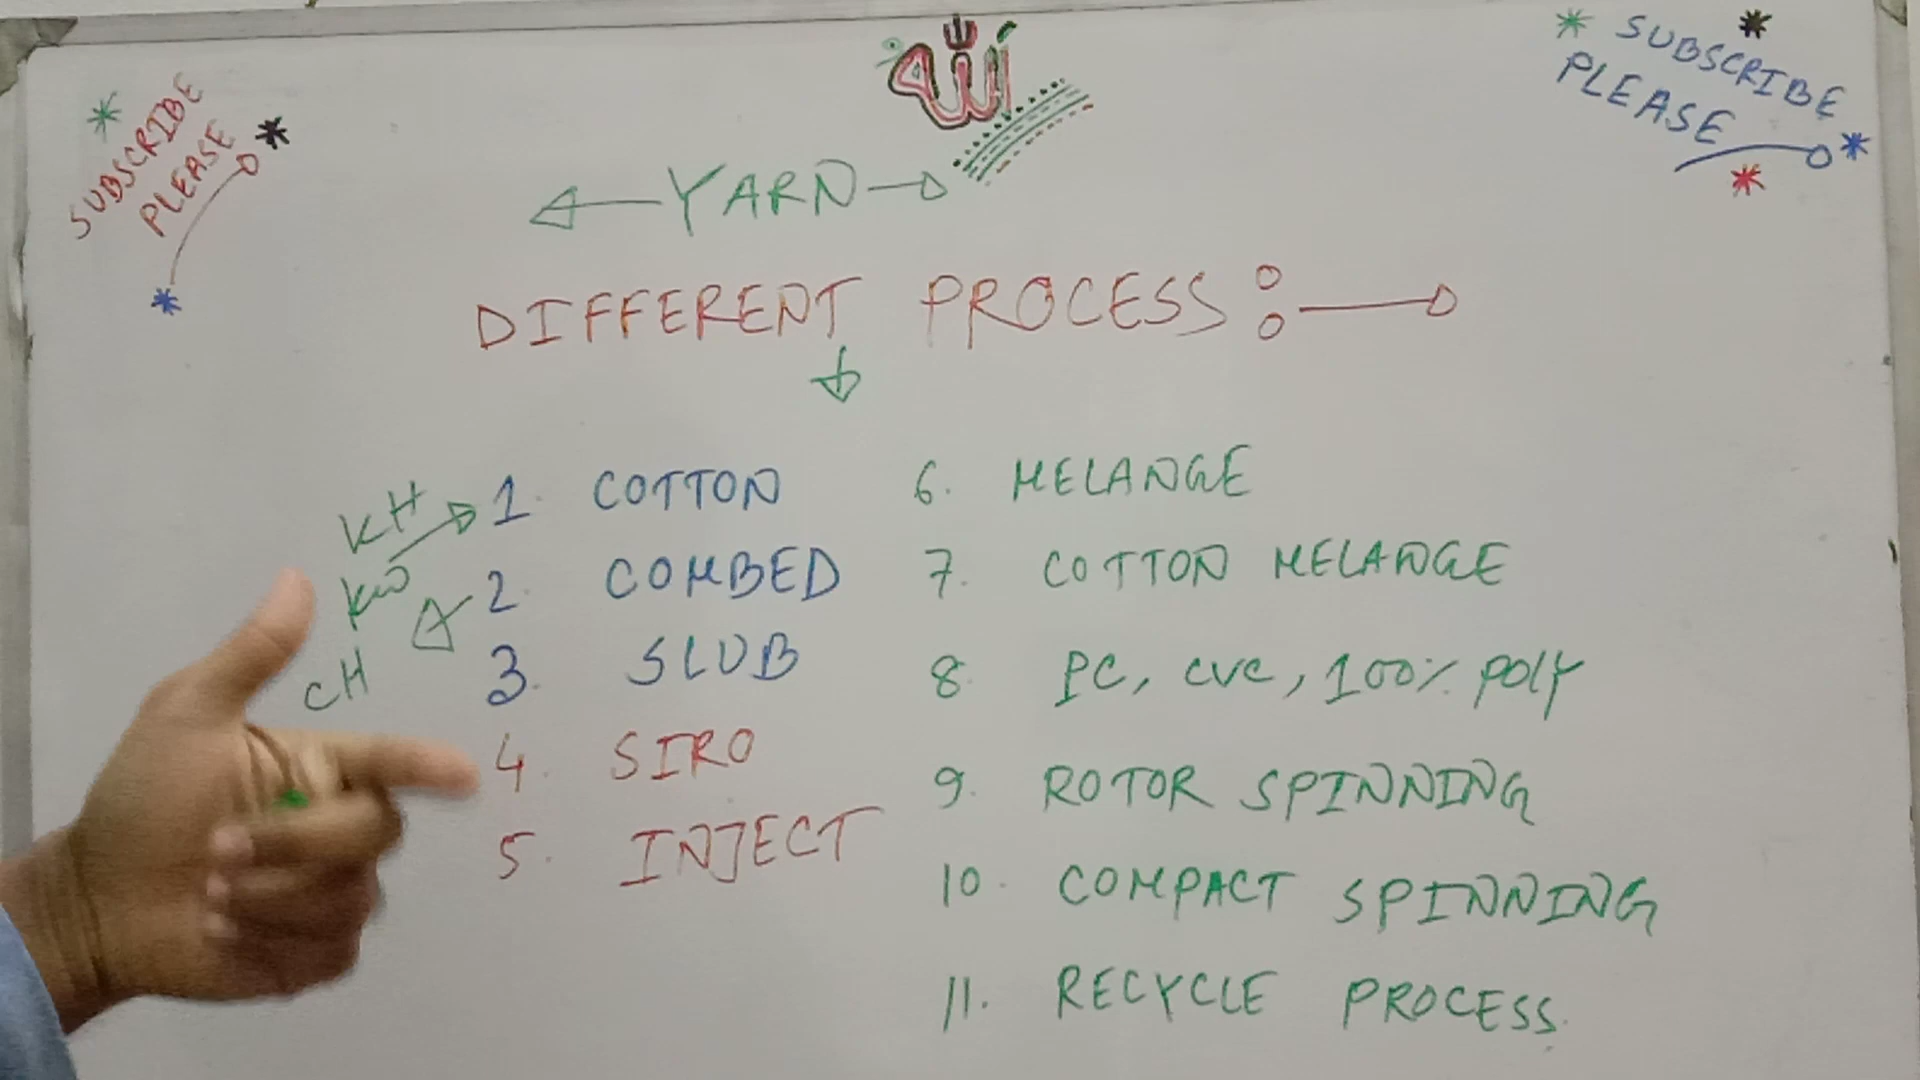 الله
SUBSCRIBE
PLEASE
SUBSCRIBE
PLEASE
YARN
DIFFERENT PROCESS:
KH
KW
CH
1. COTTON
2. COMBED
3. SLUB
4. SIRO
5. INJECT
6. MELANGE
7. COTTON MELANGE
8. PC, CVC, 100% POLY
9. ROTOR SPINNING
10. COMPACT SPINNING
11. RECYCLE PROCESS.